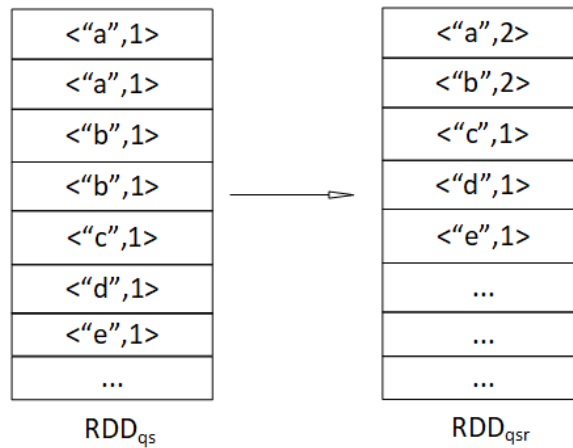 <“a”,1>
<“a”,1>
<“b”,1>
<“b”,1>
<“c”,1>
<“d”,1>
<“e”,1>
...
RDDqs
<“a”,2>
<“b”,2>
<“c”,1>
<“d”,1>
<“e”,1>
...
...
...
RDDqsr